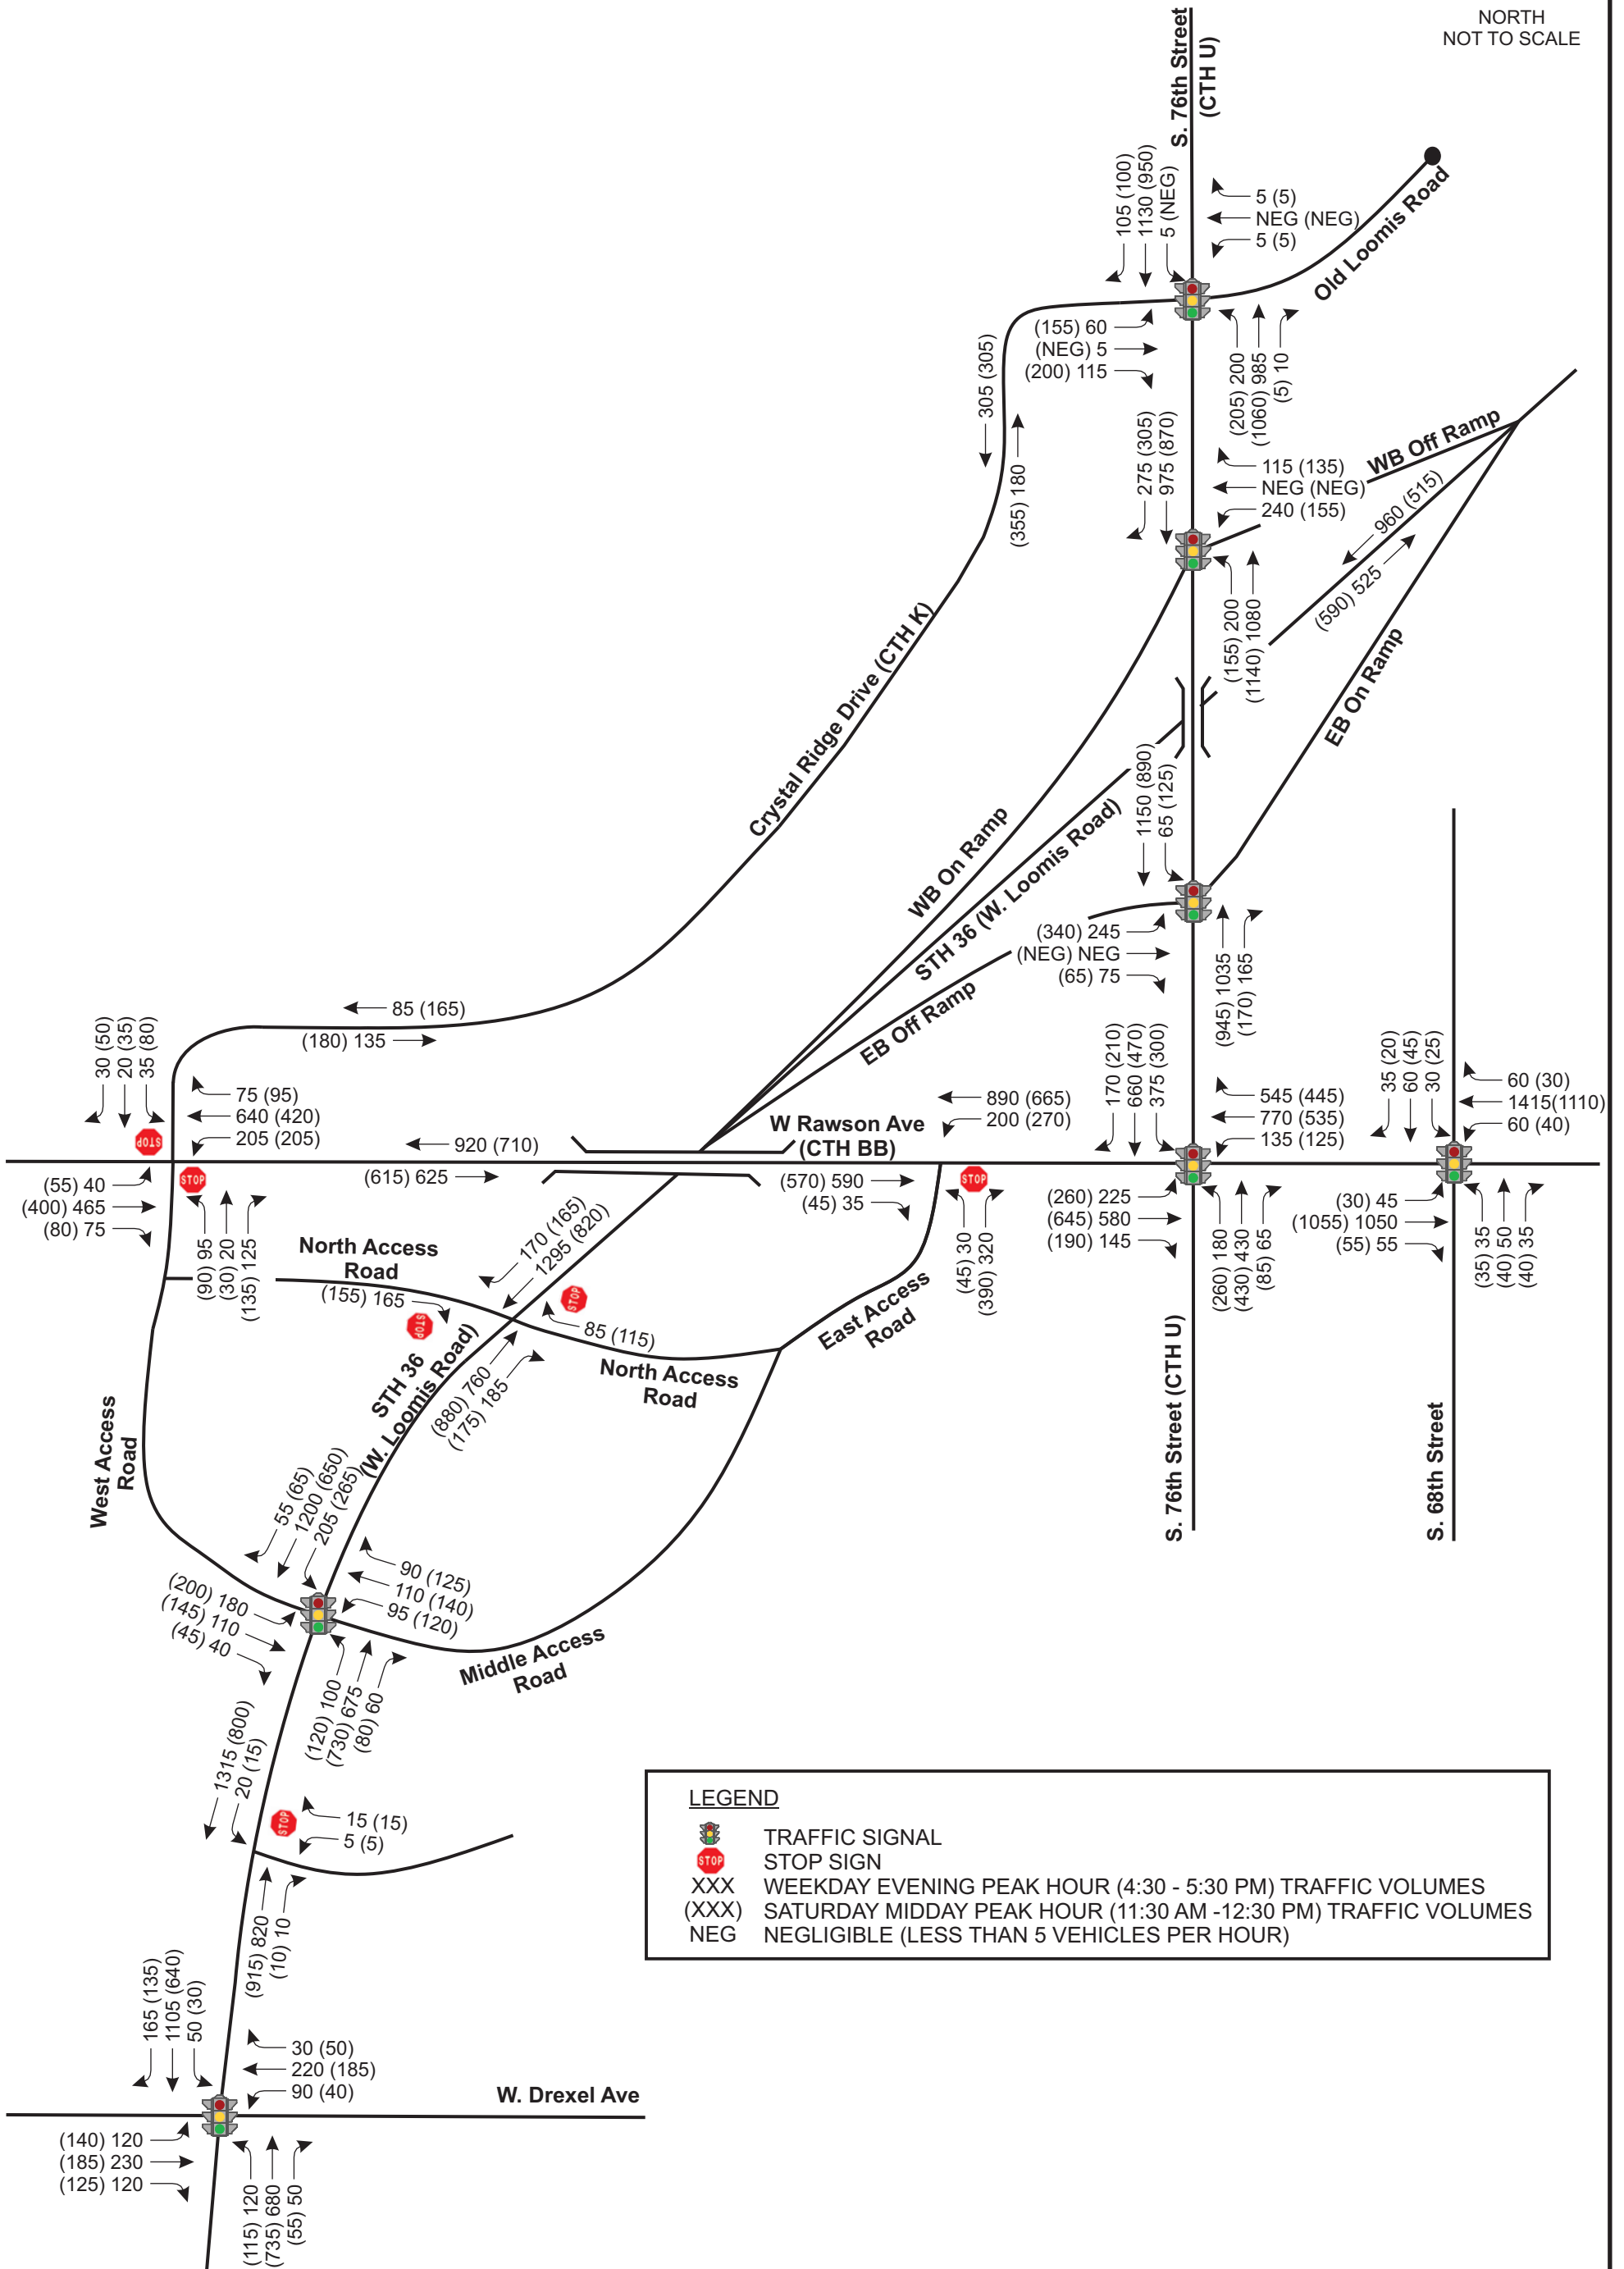 NORTH
NOT TO SCALE
S. 76th Street
(CTH U)
105 (100)
1130 (950)
5 (NEG)
5 (5)
NEG (NEG)
5 (5)
Old Loomis Road
(155) 60
(NEG) 5
(200) 115
(205) 200
(1060) 985
(5) 10
305 (305)
(355) 180
275 (305)
975 (870)
115 (135)
NEG (NEG)
240 (155)
WB Off Ramp
960 (515)
(590) 525
(155) 200
(1140) 1080
EB On Ramp
Crystal Ridge Drive (CTH K)
WB On Ramp
STH 36 (W. Loomis Road)
EB Off Ramp
1150 (890)
65 (125)
(340) 245
(NEG) NEG
(65) 75
(945) 1035
(170) 165
85 (165)
(180) 135
30 (50)
20 (35)
35 (80)
75 (95)
640 (420)
205 (205)
STOP
STOP
(55) 40
(400) 465
(80) 75
(90) 95
(30) 20
(135) 125
920 (710)
(615) 625
W Rawson Ave
(CTH BB)
890 (665)
200 (270)
(570) 590
(45) 35
STOP
(45) 30
(390) 320
170 (210)
660 (470)
375 (300)
545 (445)
770 (535)
135 (125)
(260) 225
(645) 580
(190) 145
(260) 180
(430) 430
(85) 65
35 (20)
60 (45)
30 (25)
60 (30)
1415(1110)
60 (40)
(30) 45
(1055) 1050
(55) 55
(35) 35
(40) 50
(40) 35
North Access
Road
(155) 165
STOP
170 (165)
1295 (820)
STOP
85 (115)
North Access
Road
East Access
Road
STH 36
(W. Loomis Road)
(880) 760
(175) 185
West Access
Road
S. 76th Street (CTH U)
S. 68th Street
55 (65)
1200 (650)
205 (265)
90 (125)
110 (140)
95 (120)
(200) 180
(145) 110
(45) 40
(120) 100
(730) 675
(80) 60
Middle Access
Road
1315 (800)
20 (15)
STOP
15 (15)
5 (5)
(915) 820
(10) 10
LEGEND
TRAFFIC SIGNAL
STOP STOP SIGN
XXX WEEKDAY EVENING PEAK HOUR (4:30 - 5:30 PM) TRAFFIC VOLUMES
(XXX) SATURDAY MIDDAY PEAK HOUR (11:30 AM -12:30 PM) TRAFFIC VOLUMES
NEG NEGLIGIBLE (LESS THAN 5 VEHICLES PER HOUR)
165 (135)
1105 (640)
50 (30)
30 (50)
220 (185)
90 (40)
W. Drexel Ave
(140) 120
(185) 230
(125) 120
(115) 120
(735) 680
(55) 50